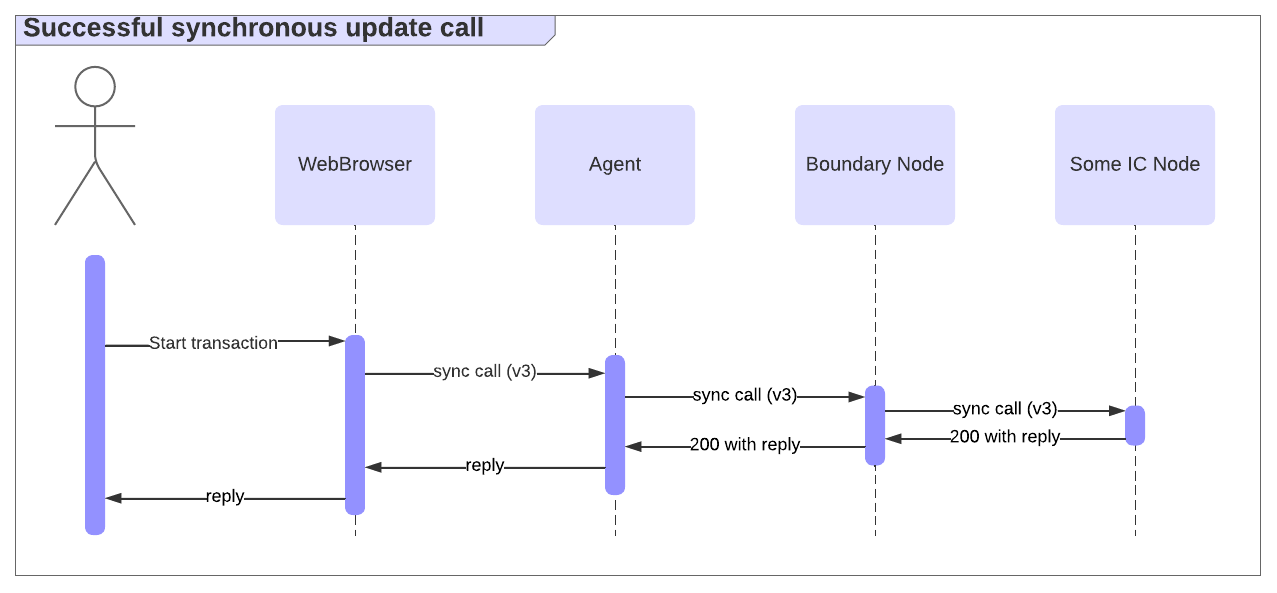 Successful synchronous update call
WebBrowser
Agent
Boundary Node
Some IC Node
Start transaction
sync call (v3)
sync call (v3)
sync call (v3)
200 with reply
200 with reply
reply
reply